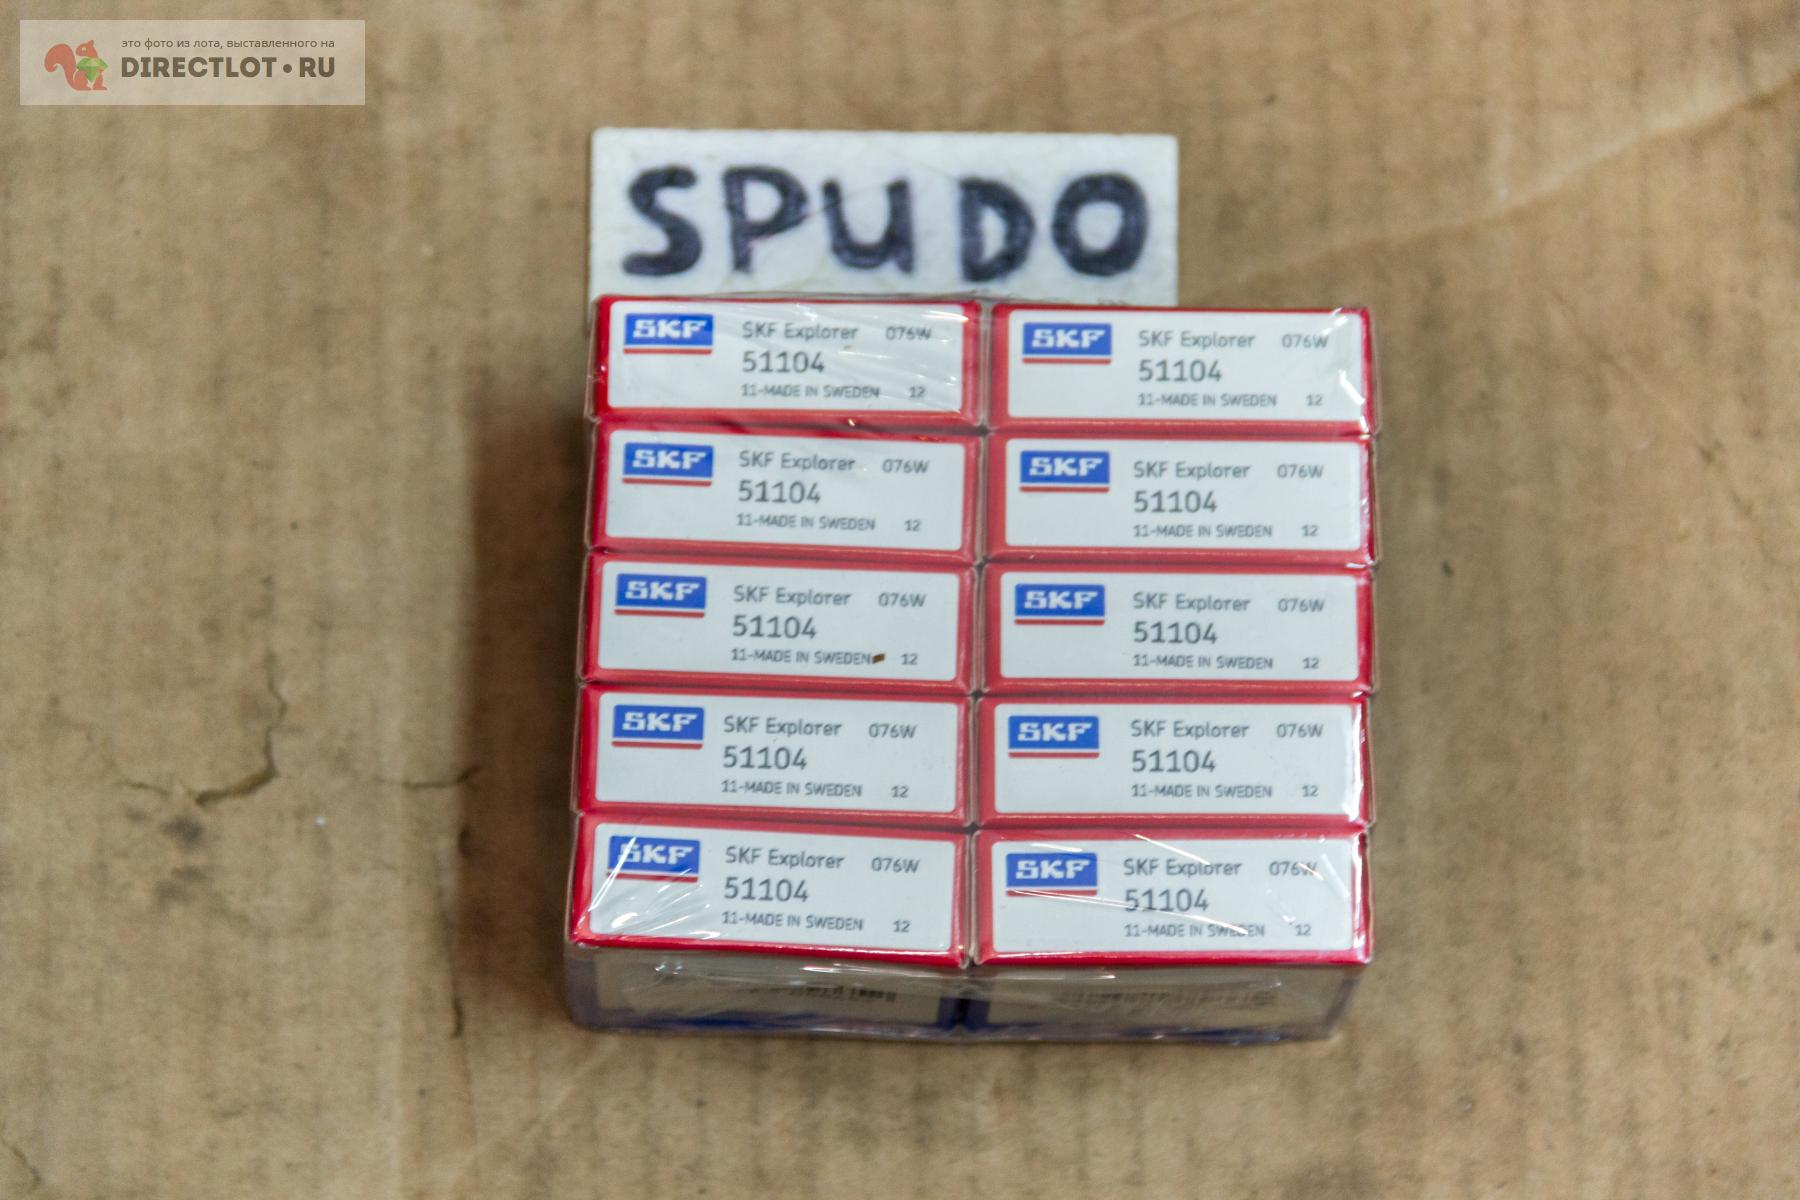 это фото из лота, выставленного на
DIRECTLOT•RU
SPUDO
SKF SKF Explorer 076W
51104
11-MADE IN SWEDEN 12
SKF SKF Explorer 076W
51104
11-MADE IN SWEDEN 12
SKF SKF Explorer 076W
51104
11-MADE IN SWEDEN 12
SKF SKF Explorer 076W
51104
11-MADE IN SWEDEN 12
SKF SKF Explorer 076W
51104
11-MADE IN SWEDEN 12
SKF SKF Explorer 076W
51104
11-MADE IN SWEDEN 12
SKF SKF Explorer 076W
51104
11-MADE IN SWEDEN 12
SKF SKF Explorer 076W
51104
11-MADE IN SWEDEN 12
SKF SKF Explorer 076W
51104
11-MADE IN SWEDEN 12
SKF SKF Explorer 076W
51104
11-MADE IN SWEDEN 12